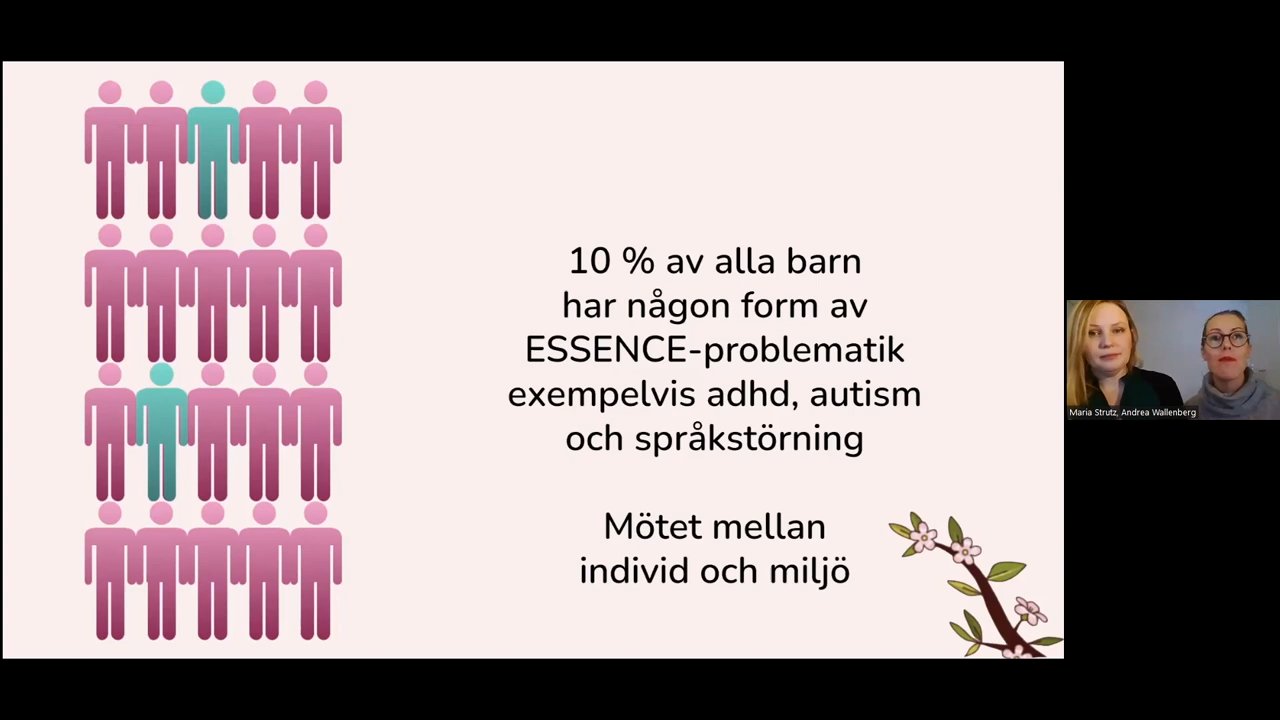 10 % av alla barn
har någon form av
ESSENCE-problematik
exempelvis adhd, autism
och språkstörning
Mötet mellan
individ och miljö
Maria Strutz, Andrea Wallenberg